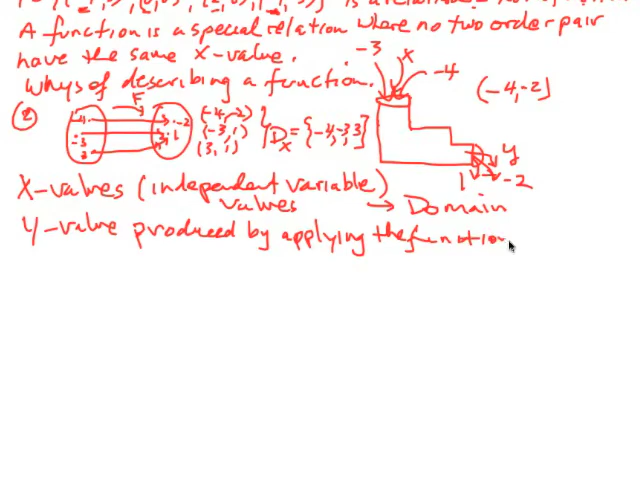 A function is a special relation where no two order pair
have the same X-value.
Whys of describing a function.
-3
X
-4
(-4,-2)
②
F
(-4,-2)
(-3,1)
(3,1)
Dx = {-4,-3,3}
y
1
-2
X-values (independent variable)
values → Domain
Y-value produced by applying the function